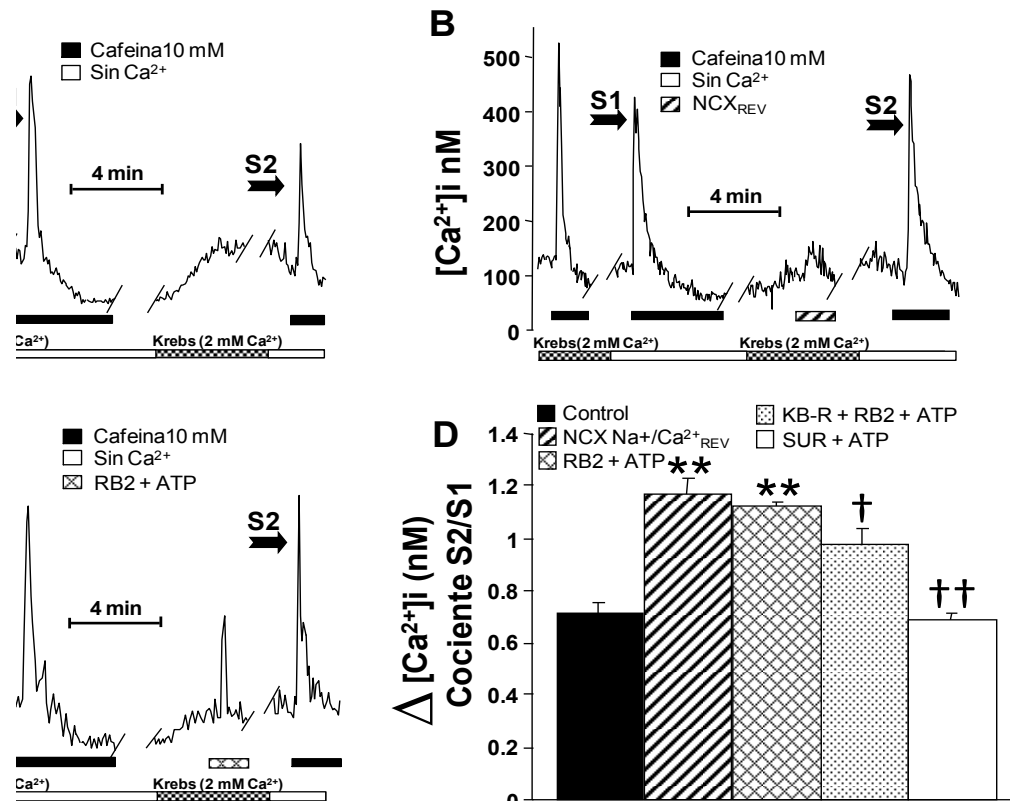 Cafeina10 mM
Sin Ca²⁺
4 min
S2
Ca²⁺)
Krebs (2 mM Ca²⁺)
B
[Ca²⁺]i nM
500
400
300
200
100
0
Cafeina10 mM
Sin Ca²⁺
NCX_REV
S1
4 min
S2
Krebs(2 mM Ca²⁺)
Krebs (2 mM Ca²⁺)
Cafeina10 mM
Sin Ca²⁺
RB2 + ATP
S2
4 min
Ca²⁺)
Krebs (2 mM Ca²⁺)
D
Control
NCX Na+/Ca²⁺_REV
RB2 + ATP
KB-R + RB2 + ATP
SUR + ATP
△ [Ca²⁺]i (nM)
Cociente S2/S1
1.4
1.2
1
0.8
0.6
0.4
0.2
0
**
**
†
††